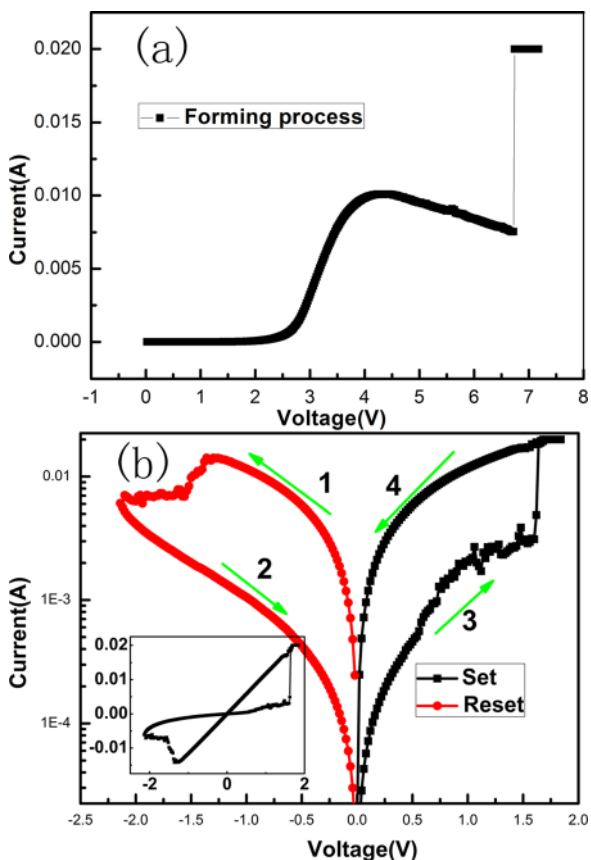 (a)
Forming process
0.020
0.015
0.010
0.005
0.000
Current(A)
-1 0 1 2 3 4 5 6 7 8
Voltage(V)
(b)
1
4
2
3
0.01
1E-3
1E-4
Current(A)
Set
Reset
0.02
0.01
0.00
-0.01
-2 0 2
-2.5 -2.0 -1.5 -1.0 -0.5 0.0 0.5 1.0 1.5 2.0
Voltage(V)